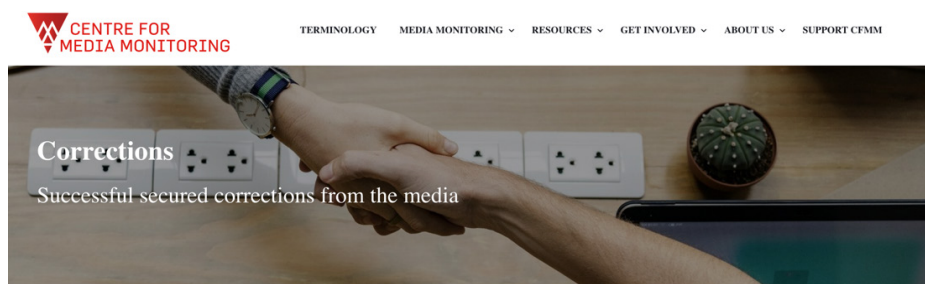 CENTRE FOR
MEDIA MONITORING
TERMINOLOGY MEDIA MONITORING RESOURCES GET INVOLVED ABOUT US SUPPORT CFMM
Corrections
Successful secured corrections from the media